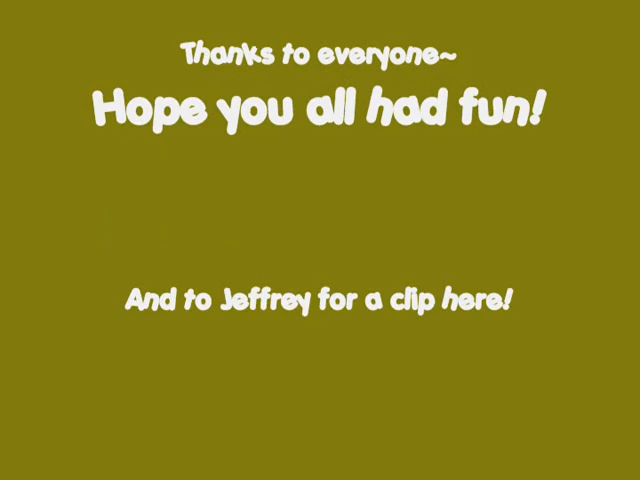 Thanks to everyone~
Hope you all had fun!
And to Jeffrey for a clip here!